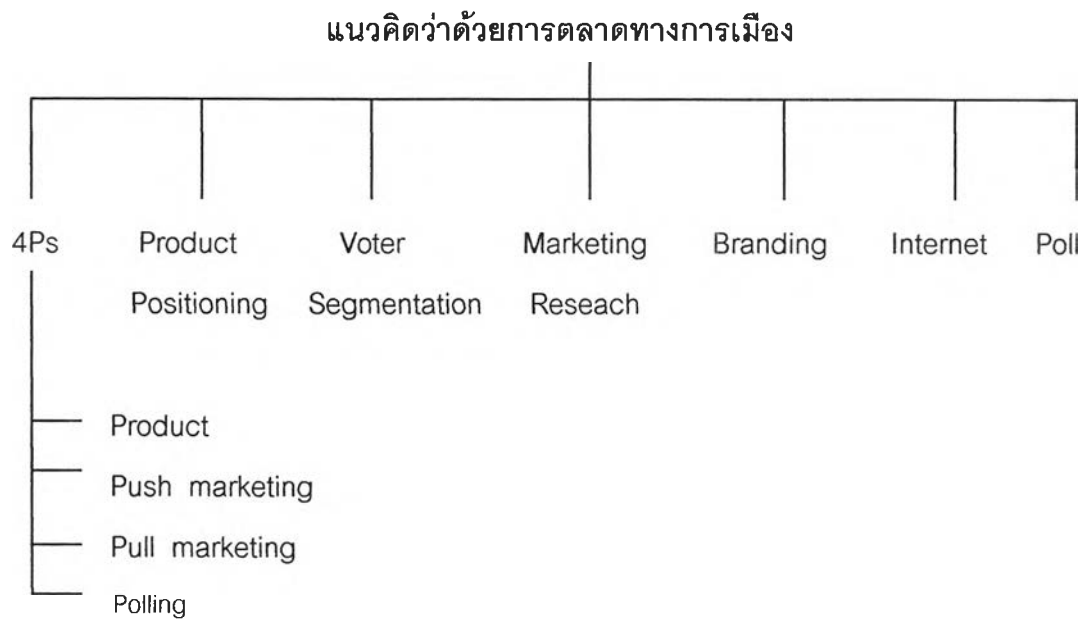 แนวคิดว่าด้วยการตลาดทางการเมือง
4Ps Product Voter Marketing Branding Internet Poll
Positioning Segmentation Reseach
Product
Push marketing
Pull marketing
Polling